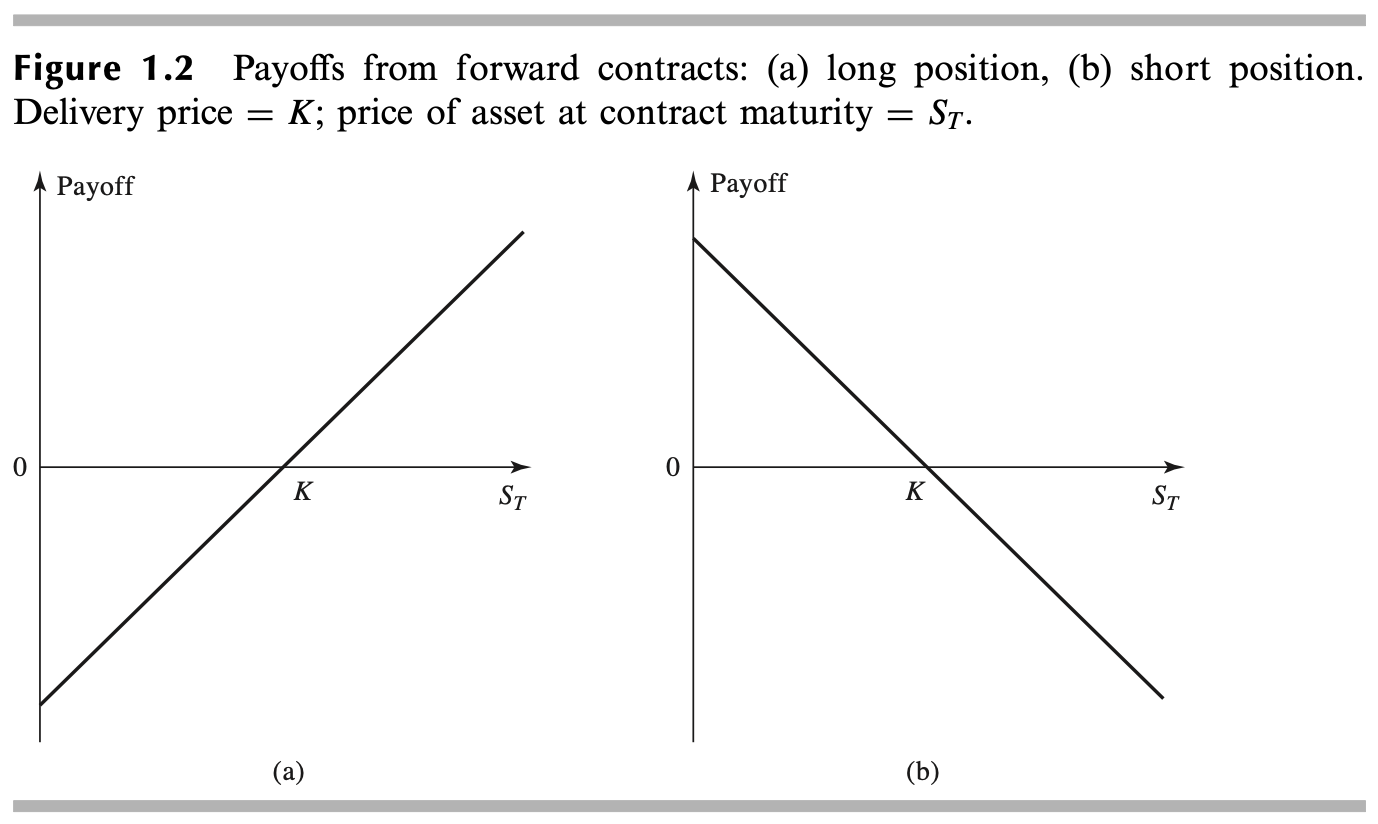 Figure 1.2 Payoffs from forward contracts: (a) long position, (b) short position.
Delivery price = K; price of asset at contract maturity = S_T.
Payoff
0
K
S_T
(a)
Payoff
0
K
S_T
(b)